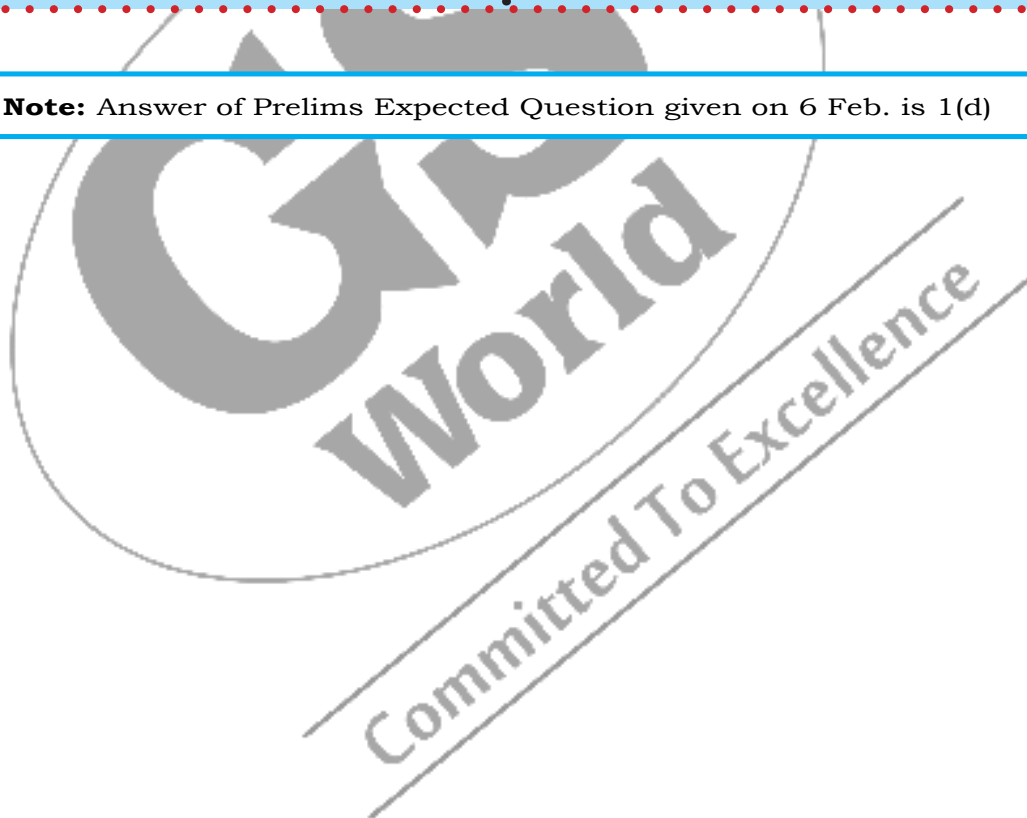 Note: Answer of Prelims Expected Question given on 6 Feb. is 1(d)
GS
World
Committed To Excellence